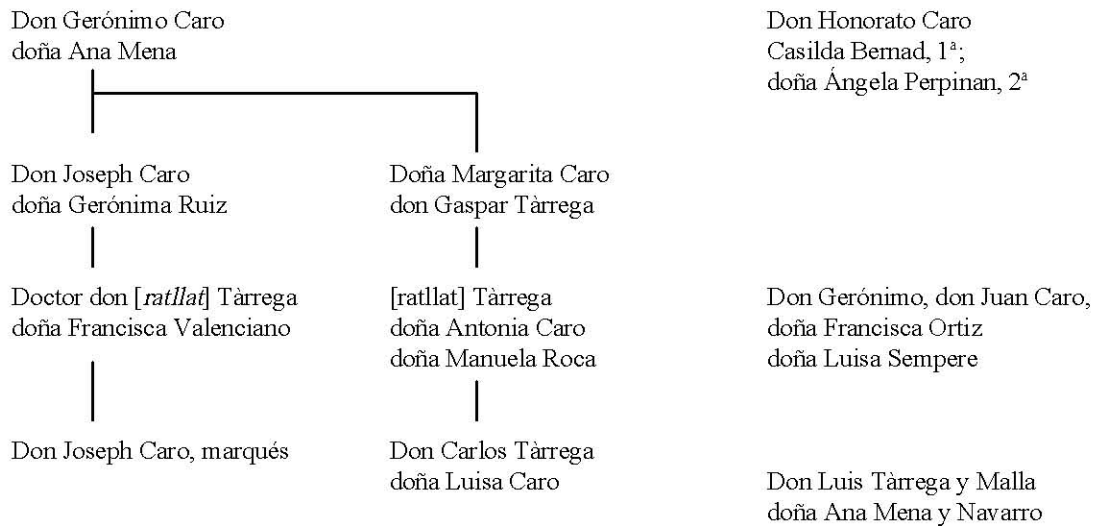 Don Gerónimo Caro
doña Ana Mena
Don Honorato Caro
Casilda Bernad, 1ª;
doña Ángela Perpinan, 2ª
Don Joseph Caro
doña Gerónima Ruiz
Doña Margarita Caro
don Gaspar Tàrrega
Doctor don [ratllat] Tàrrega
doña Francisca Valenciano
[ratllat] Tàrrega
doña Antonia Caro
doña Manuela Roca
Don Gerónimo, don Juan Caro,
doña Francisca Ortiz
doña Luisa Sempere
Don Joseph Caro, marqués
Don Carlos Tàrrega
doña Luisa Caro
Don Luis Tàrrega y Malla
doña Ana Mena y Navarro